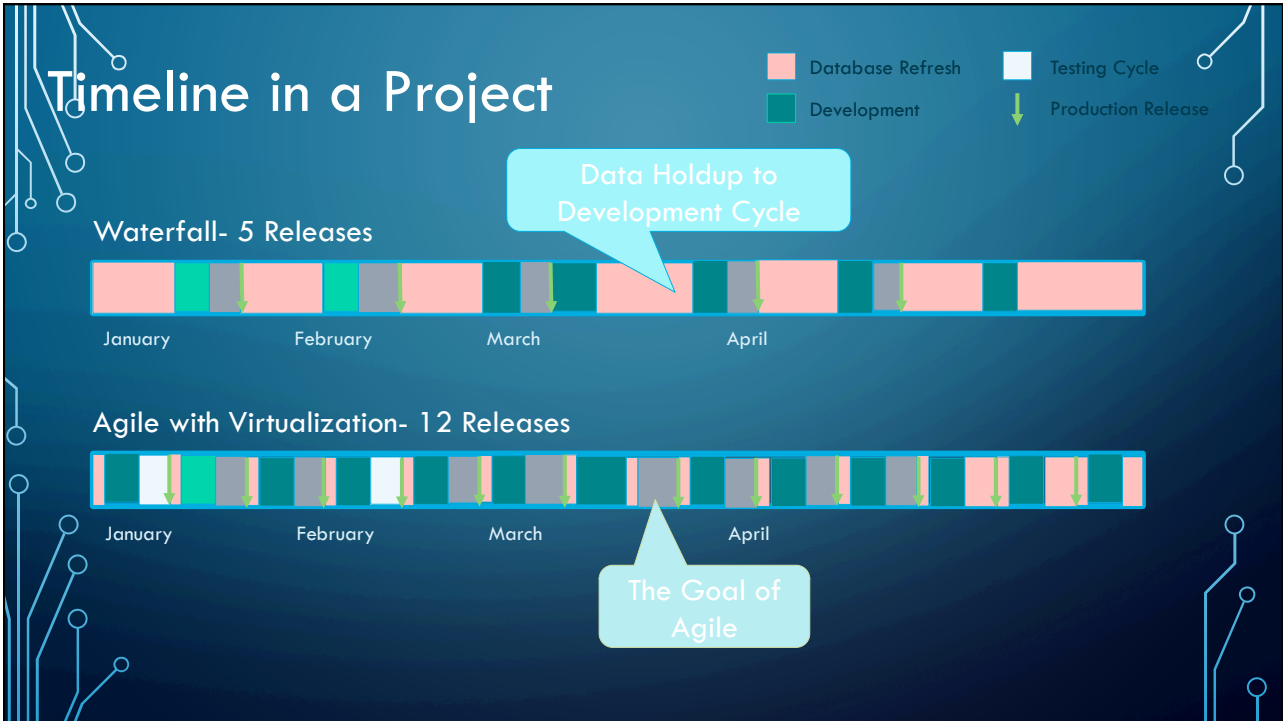 Timeline in a Project
Database Refresh
Testing Cycle
Development
Production Release
Data Holdup to
Development Cycle
Waterfall- 5 Releases
January
February
March
April
Agile with Virtualization- 12 Releases
January
February
March
April
The Goal of
Agile